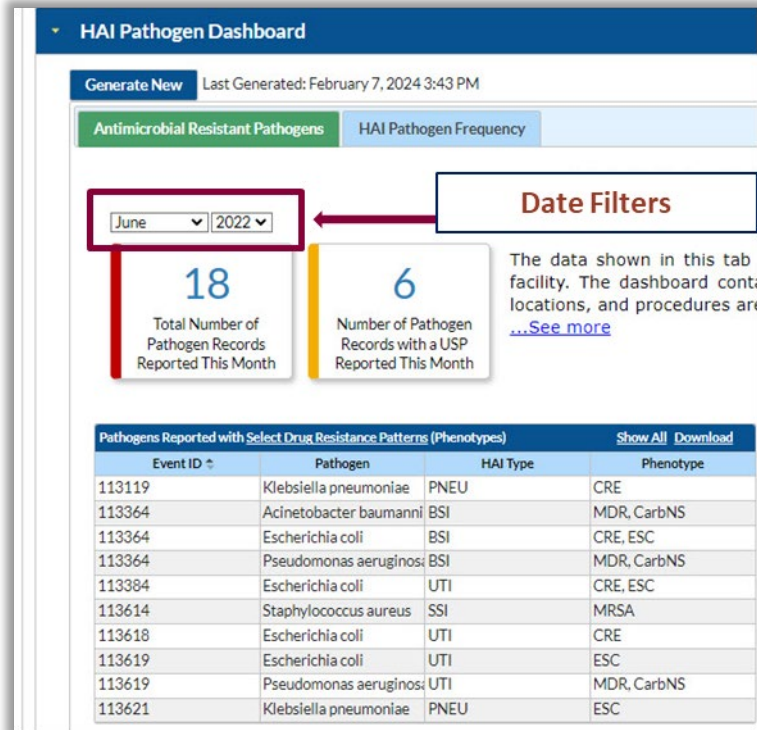 HAI Pathogen Dashboard
Generate New Last Generated: February 7, 2024 3:43 PM
Antimicrobial Resistant Pathogens HAI Pathogen Frequency
Date Filters
June 2022
18
Total Number of
Pathogen Records
Reported This Month
6
Number of Pathogen
Records with a USP
Reported This Month
The data shown in this tab
facility. The dashboard conta
locations, and procedures are
...See more
Pathogens Reported with Select Drug Resistance Patterns (Phenotypes) Show All Download
Event ID Pathogen HAI Type Phenotype
113119 Klebsiella pneumoniae PNEU CRE
113364 Acinetobacter baumanni BSI MDR, CarbNS
113364 Escherichia coli BSI CRE, ESC
113364 Pseudomonas aeruginosa BSI MDR, CarbNS
113384 Escherichia coli UTI CRE, ESC
113614 Staphylococcus aureus SSI MRSA
113618 Escherichia coli UTI CRE
113619 Escherichia coli UTI ESC
113619 Pseudomonas aeruginosa UTI MDR, CarbNS
113621 Klebsiella pneumoniae PNEU ESC